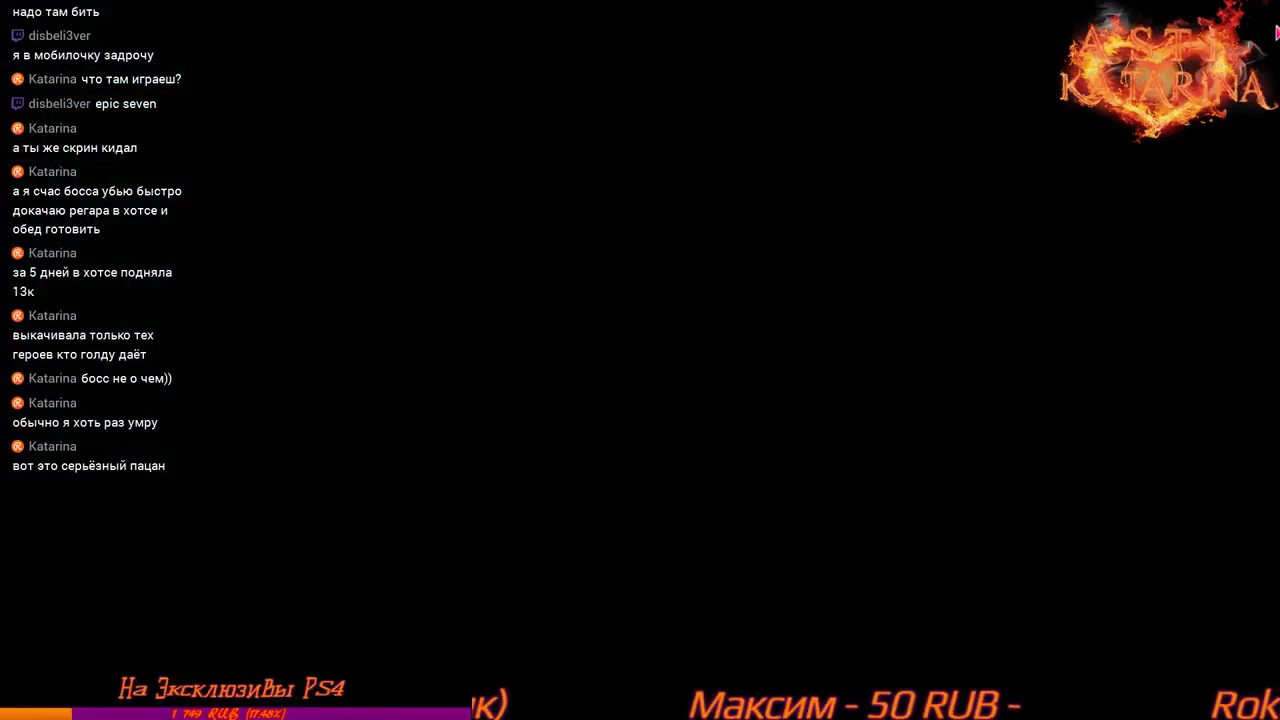 надо там бить
disbeli3ver
я в мобилочку задрочу
Katarina что там играеш?
disbeli3ver epic seven
Katarina
а ты же скрин кидал
Katarina
а я счас босса убью быстро
докачаю регара в хотсе и
обед готовить
Katarina
за 5 дней в хотсе подняла
13к
Katarina
выкачивала только тех
героев кто голду даёт
Katarina босс не о чем))
Katarina
обычно я хоть раз умру
Katarina
вот это серьёзный пацан
ASTI
KATARINA
На Эксклюзивы PS4
1 749 RUB (17.48%)
ик) Максим - 50 RUB - Rok